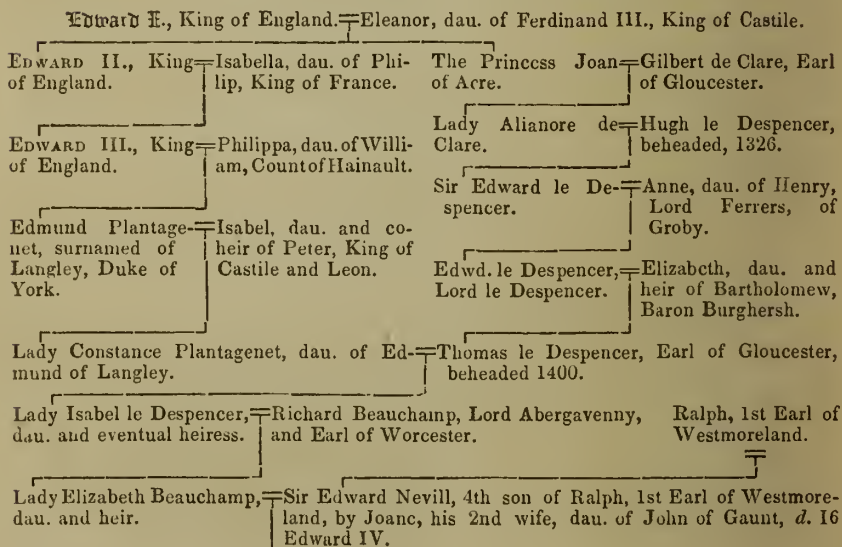 Edward I., King of England. Eleanor, dau. of Ferdinand III., King of Castile.
EDWARD II., King
of England.
Isabella, dau. of Phi-
lip, King of France.
The Princess Joan
of Acre.
Gilbert de Clare, Earl
of Gloucester.
EDWARD III., King
of England.
Philippa, dau. of Willi-
am, Count of Hainault.
Lady Alianore de
Clare.
Hugh le Despencer,
beheaded, 1326.
Sir Edward le De-
spencer.
Anne, dau. of Henry,
Lord Ferrers, of
Groby.
Edmund Plantage-
net, surnamed of
Langley, Duke of
York.
Isabel, dau. and co-
heir of Peter, King of
Castile and Leon.
Edwd. le Despencer,
Lord le Despencer.
Elizabeth, dau. and
heir of Bartholomew,
Baron Burghersh.
Lady Constance Plantagenet, dau. of Ed-
mund of Langley.
Thomas le Despencer, Earl of Gloucester,
beheaded 1400.
Lady Isabel le Despencer,
dau. and eventual heiress.
Richard Beauchamp, Lord Abergavenny,
and Earl of Worcester.
Ralph, 1st Earl of
Westmoreland.
Lady Elizabeth Beauchamp,
dau. and heir.
Sir Edward Nevill, 4th son of Ralph, 1st Earl of Westmore-
land, by Joane, his 2nd wife, dau. of John of Gaunt, d. 16
Edward IV.